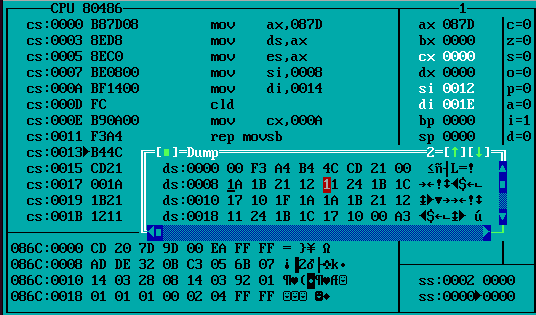 CPU 80486 1
cs:0000 B87D08 mov ax,087D ax 087D c=0
cs:0003 8ED8 mov ds,ax bx 0000 z=0
cs:0005 8EC0 mov es,ax cx 0000 s=0
cs:0007 BE0800 mov si,0008 dx 0000 o=0
cs:000A BF1400 mov di,0014 si 0012 p=0
cs:000D FC cld di 001E a=0
cs:000E B90A00 mov cx,000A bp 0000 i=1
cs:0011 F3A4 rep movsb sp 0000 d=0
cs:0013►B44C [■]=Dump 2=[↑][↓]
cs:0015 CD21 ds:0000 00 F3 A4 B4 4C CD 21 00 ≤ñ┤L=!
cs:0017 001A ds:0008 1A 1B 21 12 11 24 1B 1C →←!↕◄$←∟
cs:0019 1B21 ds:0010 17 10 1F 1A 1A 1B 21 12 ↨►▼→→←!↕
cs:001B 1211 ds:0018 11 24 1B 1C 17 10 00 A3 ◄$←∟↨► ú
086C:0000 CD 20 7D 9D 00 EA FF FF = }¥ Ω
086C:0008 AD DE 32 0B C3 05 6B 07 ¡▐2♂├♣k•
086C:0010 14 03 28 08 14 03 92 01 ¶♥(◘¶♥Æ☺ ss:0002 0000
086C:0018 01 01 01 00 02 04 FF FF ☺☺☺ ☻♦ ss:0000►0000